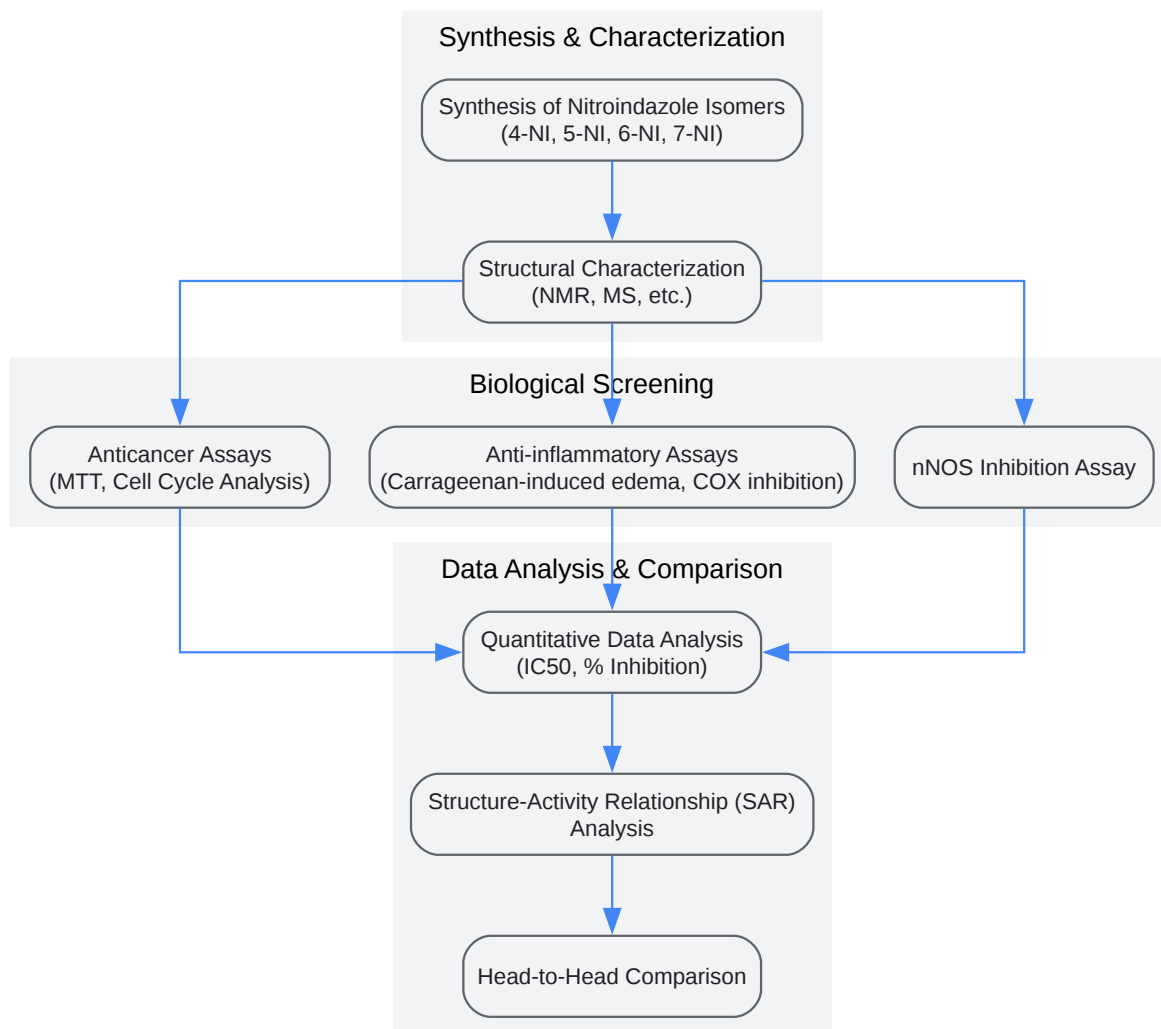 Synthesis & Characterization
Synthesis of Nitroindazole Isomers
(4-NI, 5-NI, 6-NI, 7-NI)
Structural Characterization
(NMR, MS, etc.)
Biological Screening
Anticancer Assays
(MTT, Cell Cycle Analysis)
Anti-inflammatory Assays
(Carrageenan-induced edema, COX inhibition)
nNOS Inhibition Assay
Data Analysis & Comparison
Quantitative Data Analysis
(IC50, % Inhibition)
Structure-Activity Relationship (SAR)
Analysis
Head-to-Head Comparison